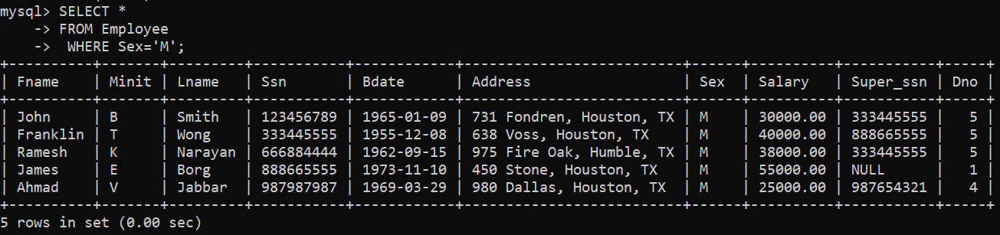 mysql> SELECT *
    -> FROM Employee
    ->  WHERE Sex='M';
+----------+-------+---------+-----------+------------+--------------------------+------+----------+-----------+-----+
| Fname    | Minit | Lname   | Ssn       | Bdate      | Address                  | Sex  | Salary   | Super_ssn | Dno |
+----------+-------+---------+-----------+------------+--------------------------+------+----------+-----------+-----+
| John     | B     | Smith   | 123456789 | 1965-01-09 | 731 Fondren, Houston, TX | M    | 30000.00 | 333445555 |   5 |
| Franklin | T     | Wong    | 333445555 | 1955-12-08 | 638 Voss, Houston, TX    | M    | 40000.00 | 888665555 |   5 |
| Ramesh   | K     | Narayan | 666884444 | 1962-09-15 | 975 Fire Oak, Humble, TX | M    | 38000.00 | 333445555 |   5 |
| James    | E     | Borg    | 888665555 | 1973-11-10 | 450 Stone, Houston, TX   | M    | 55000.00 | NULL      |   1 |
| Ahmad    | V     | Jabbar  | 987987987 | 1969-03-29 | 980 Dallas, Houston, TX  | M    | 25000.00 | 987654321 |   4 |
+----------+-------+---------+-----------+------------+--------------------------+------+----------+-----------+-----+
5 rows in set (0.00 sec)